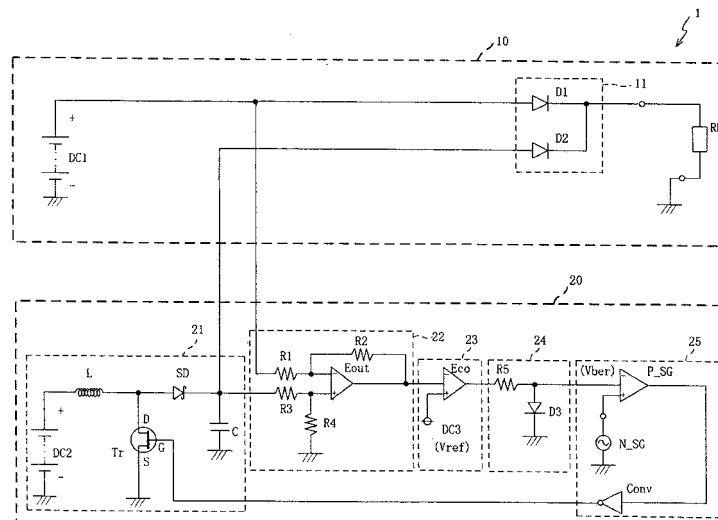 1
10
11
+
DC1
-
D1
D2
20
21
22
23
24
25
L
SD
+
DC2
-
D
G
S
Tr
C
R1
R2
R3
R4
Eout
-
+
Eco
-
+
DC3
(Vref)
R5
D3
(Vber)
P_SG
-
+
N_SG
Conv